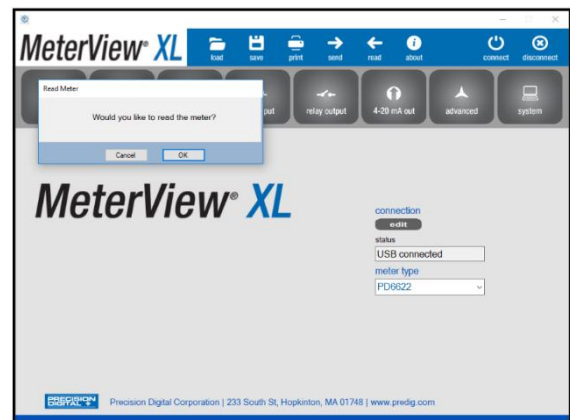 MeterView® XL
load save print send read about connect disconnect
Read Meter
Would you like to read the meter?
Cancel OK
put relay output 4-20 mA out advanced system
MeterView® XL
connection
edit
status
USB connected
meter type
PD6622
PRECISION DIGITAL Precision Digital Corporation | 233 South St, Hopkinton, MA 01748 | www.predig.com